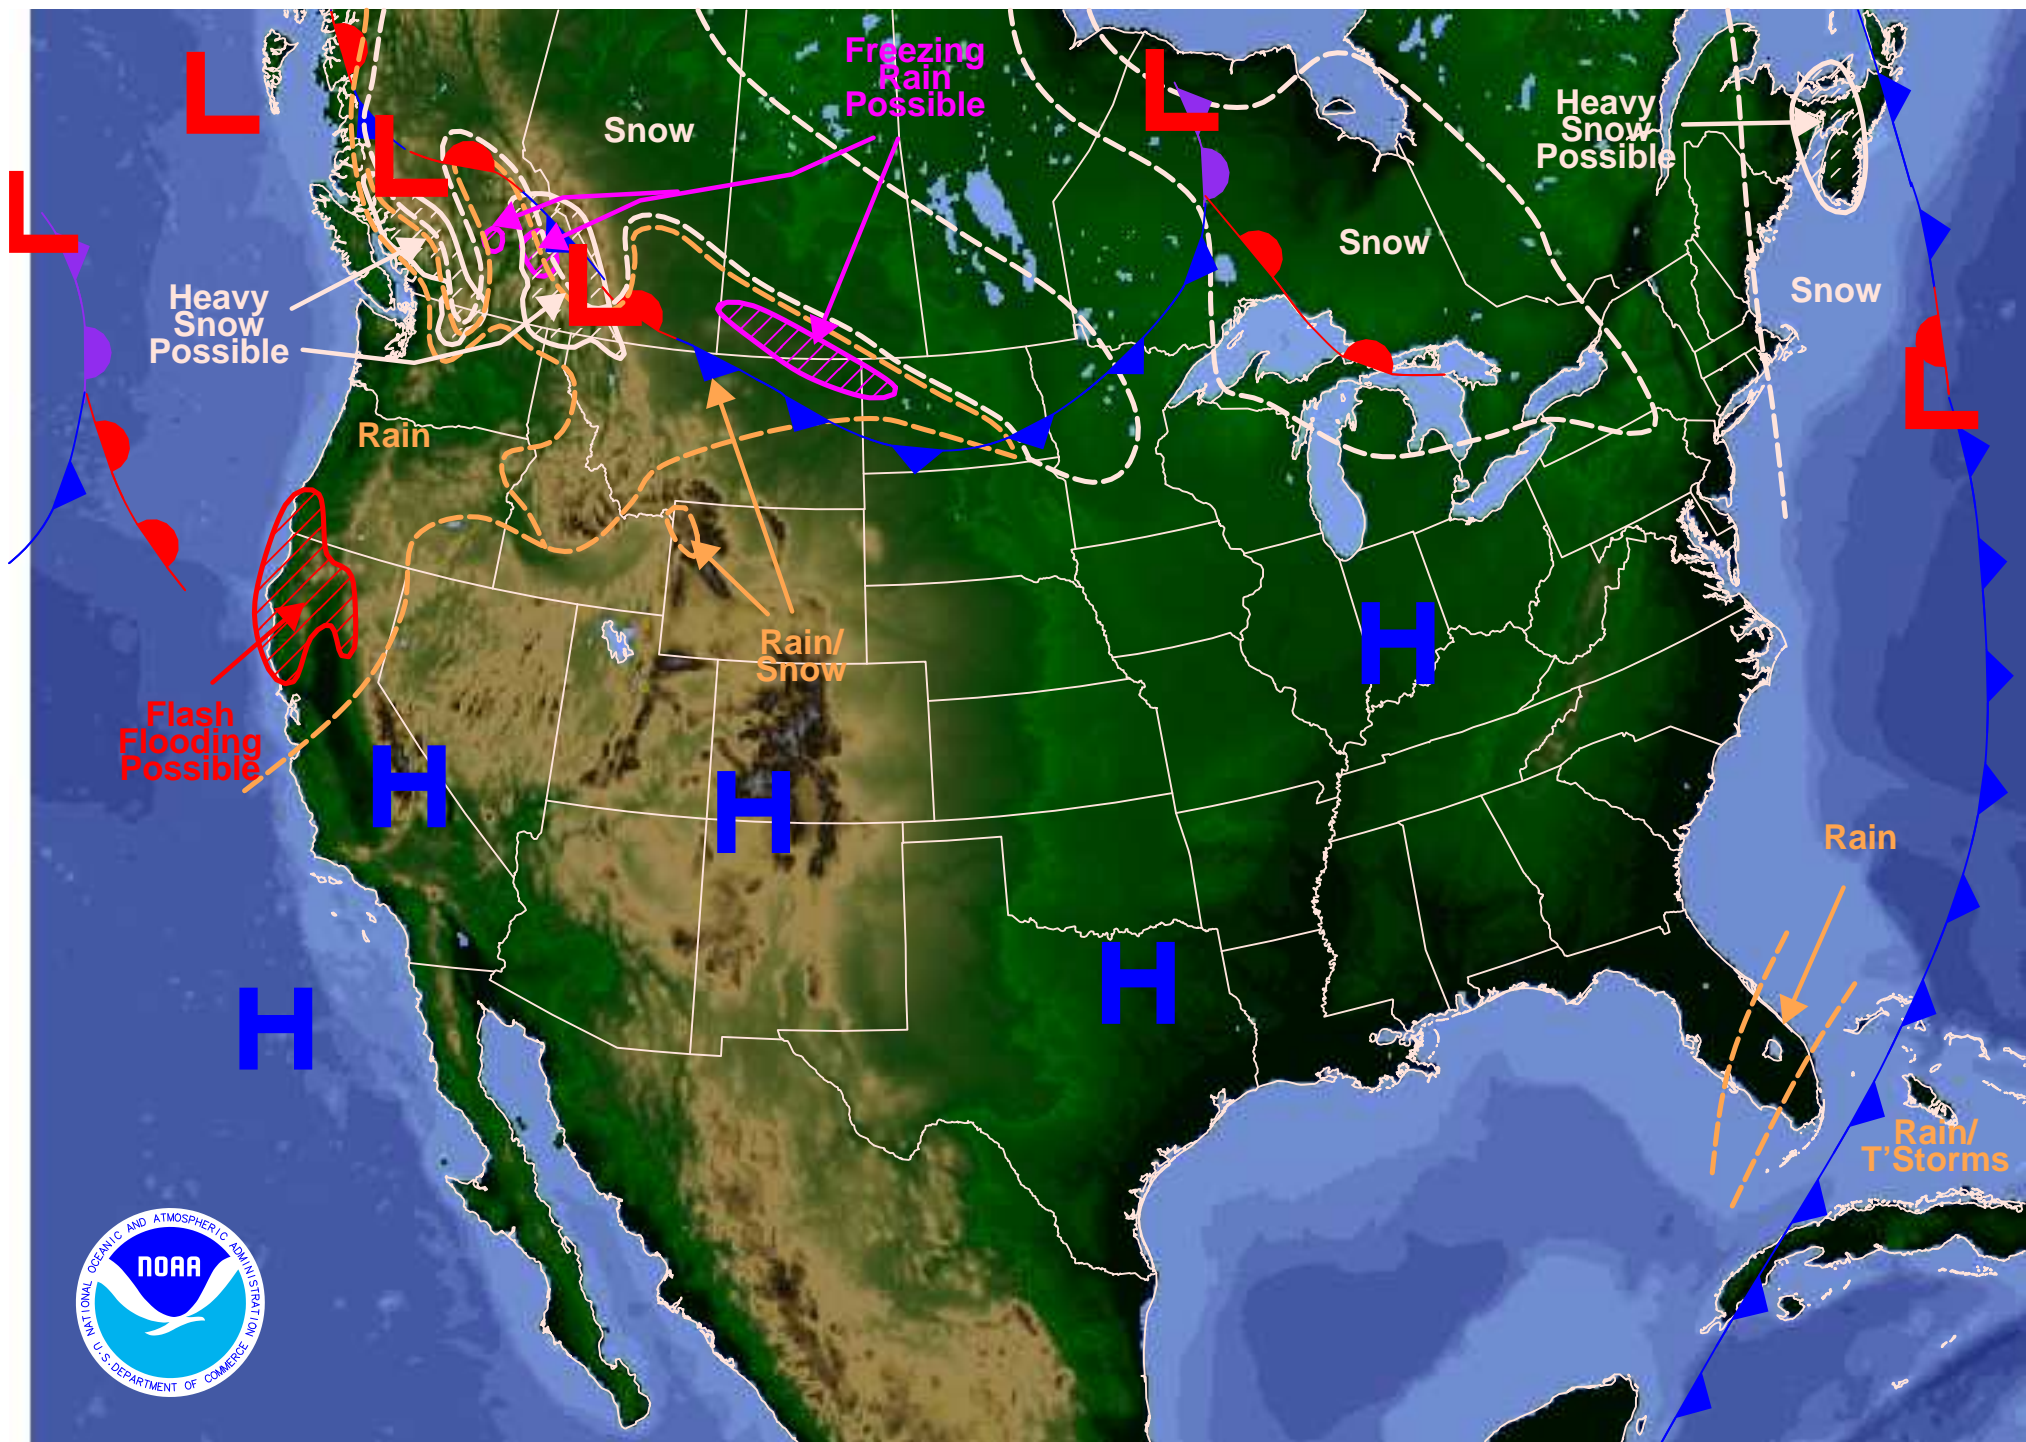 Freezing
Rain
Possible
L
L
L
L
L
L
Snow
Heavy
Snow
Possible
Snow
Snow
Heavy
Snow
Possible
Rain
Rain/
Snow
Flash
Flooding
Possible
H
H
H
H
H
Rain
Rain/
T'Storms
NATIONAL OCEANIC AND ATMOSPHERIC ADMINISTRATION
NOAA
U.S. DEPARTMENT OF COMMERCE